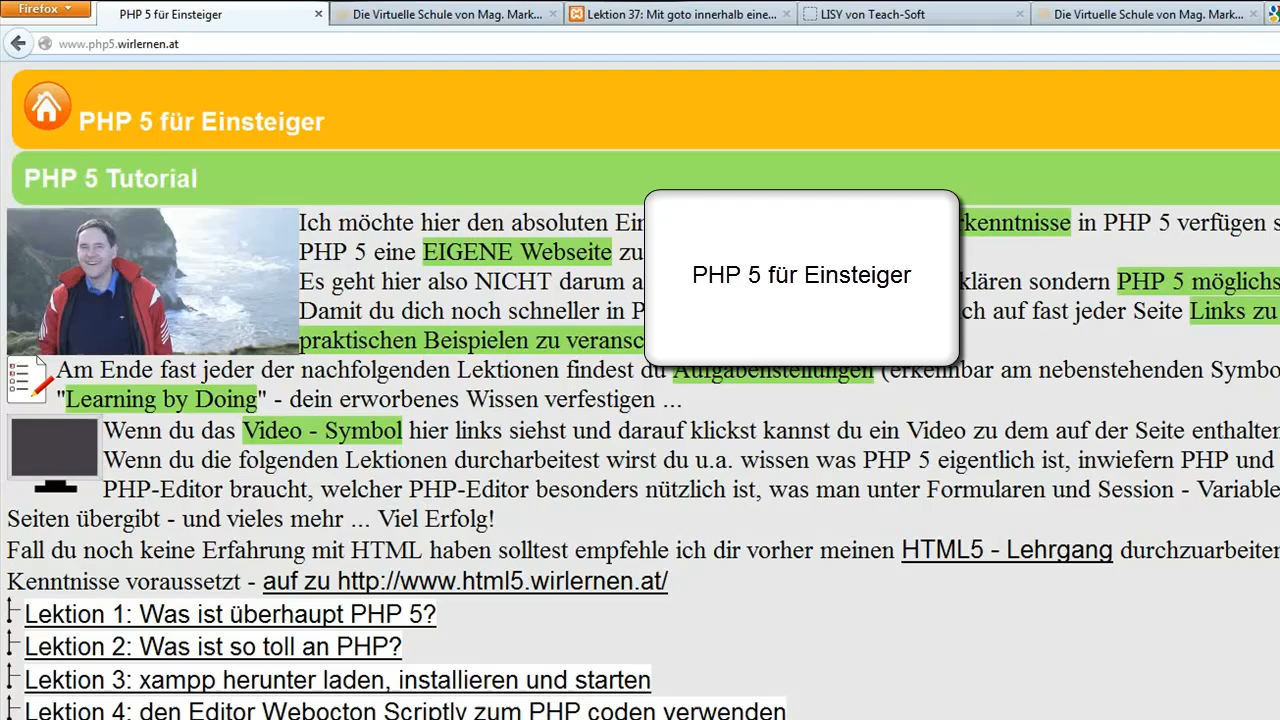 Firefox
PHP 5 für Einsteiger
Die Virtuelle Schule von Mag. Mark...
Lektion 37: Mit goto innerhalb eine...
LISY von Teach-Soft
Die Virtuelle Schule von Mag. Mark...
www.php5.wirlernen.at
PHP 5 für Einsteiger
PHP 5 Tutorial
Ich möchte hier den absoluten Ein rkenntnisse in PHP 5 verfügen s
PHP 5 eine EIGENE Webseite zu
PHP 5 für Einsteiger
Es geht hier also NICHT darum a klären sondern PHP 5 möglichs
Damit du dich noch schneller in P ch auf fast jeder Seite Links zu
praktischen Beispielen zu veransc
Am Ende fast jeder der nachfolgenden Lektionen findest du Aufgabenstellungen (erkennbar am nebenstehenden Symbo
"Learning by Doing" - dein erworbenes Wissen verfestigen ...
Wenn du das Video - Symbol hier links siehst und darauf klickst kannst du ein Video zu dem auf der Seite enthalten
Wenn du die folgenden Lektionen durcharbeitest wirst du u.a. wissen was PHP 5 eigentlich ist, inwiefern PHP und
PHP-Editor braucht, welcher PHP-Editor besonders nützlich ist, was man unter Formularen und Session - Variable
Seiten übergibt - und vieles mehr ... Viel Erfolg!
Fall du noch keine Erfahrung mit HTML haben solltest empfehle ich dir vorher meinen HTML5 - Lehrgang durchzuarbeiten
Kenntnisse voraussetzt - auf zu http://www.html5.wirlernen.at/
Lektion 1: Was ist überhaupt PHP 5?
Lektion 2: Was ist so toll an PHP?
Lektion 3: xampp herunter laden, installieren und starten
Lektion 4: den Editor Webocton Scriptly zum PHP coden verwenden